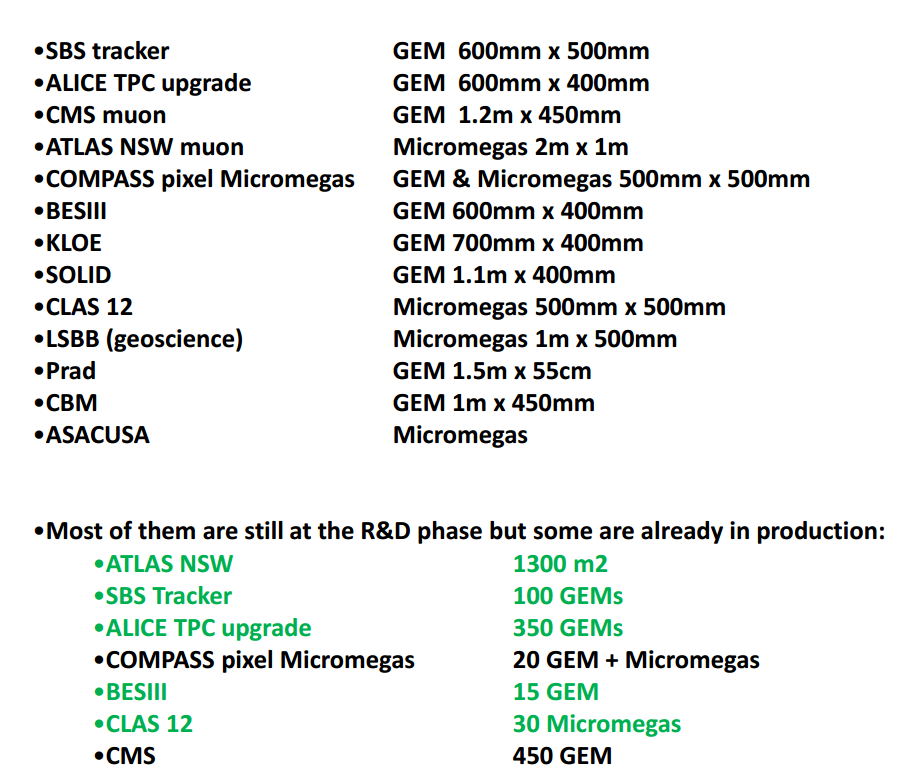 •SBS tracker GEM 600mm x 500mm
•ALICE TPC upgrade GEM 600mm x 400mm
•CMS muon GEM 1.2m x 450mm
•ATLAS NSW muon Micromegas 2m x 1m
•COMPASS pixel Micromegas GEM & Micromegas 500mm x 500mm
•BESIII GEM 600mm x 400mm
•KLOE GEM 700mm x 400mm
•SOLID GEM 1.1m x 400mm
•CLAS 12 Micromegas 500mm x 500mm
•LSBB (geoscience) Micromegas 1m x 500mm
•Prad GEM 1.5m x 55cm
•CBM GEM 1m x 450mm
•ASACUSA Micromegas
•Most of them are still at the R&D phase but some are already in production:
•ATLAS NSW 1300 m2
•SBS Tracker 100 GEMs
•ALICE TPC upgrade 350 GEMs
•COMPASS pixel Micromegas 20 GEM + Micromegas
•BESIII 15 GEM
•CLAS 12 30 Micromegas
•CMS 450 GEM